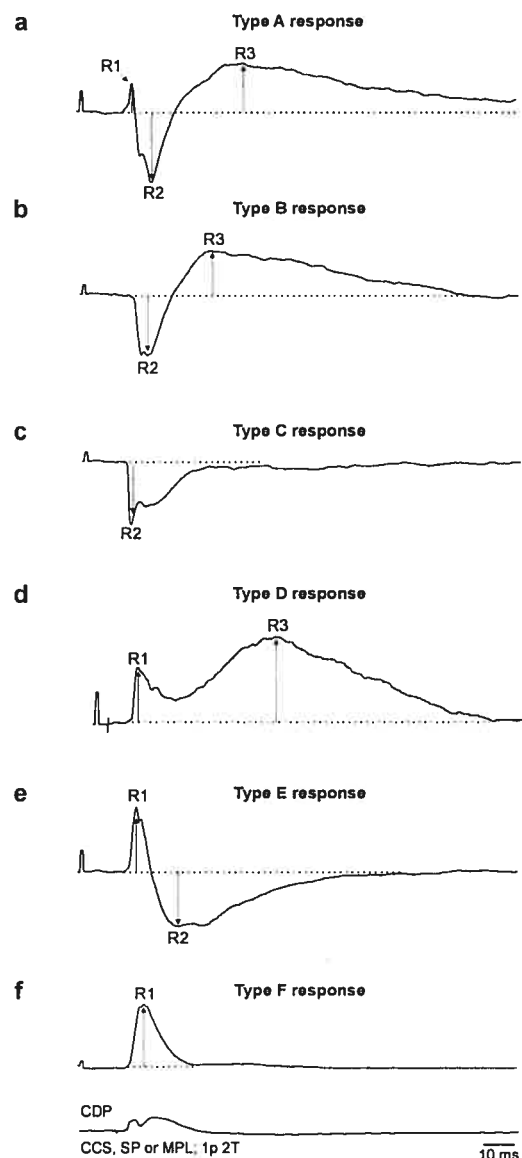 a
Type A response
R1
R3
R2
b
Type B response
R3
R2
c
Type C response
R2
d
Type D response
R1
R3
e
Type E response
R1
R2
f
Type F response
R1
CDP
CCS, SP or MPL; 1p 2T
10 ms